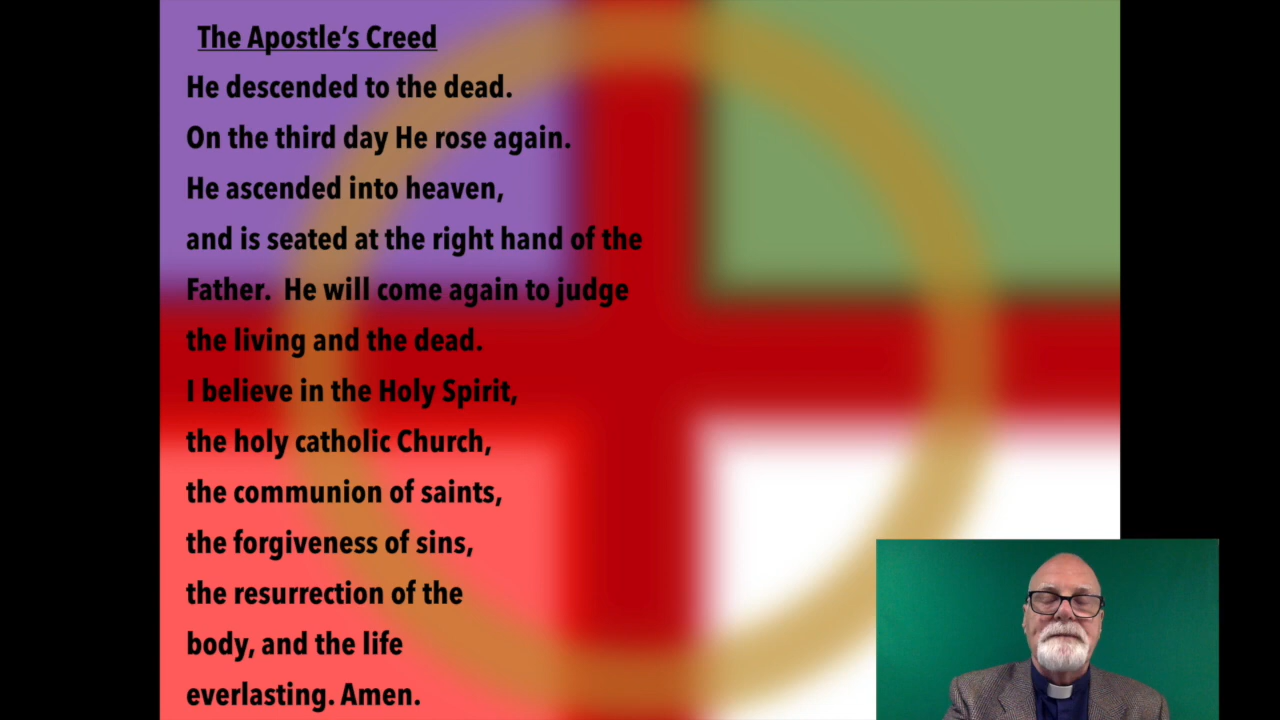 The Apostle’s Creed
He descended to the dead.
On the third day He rose again.
He ascended into heaven,
and is seated at the right hand of the
Father.  He will come again to judge
the living and the dead.
I believe in the Holy Spirit,
the holy catholic Church,
the communion of saints,
the forgiveness of sins,
the resurrection of the
body, and the life
everlasting. Amen.